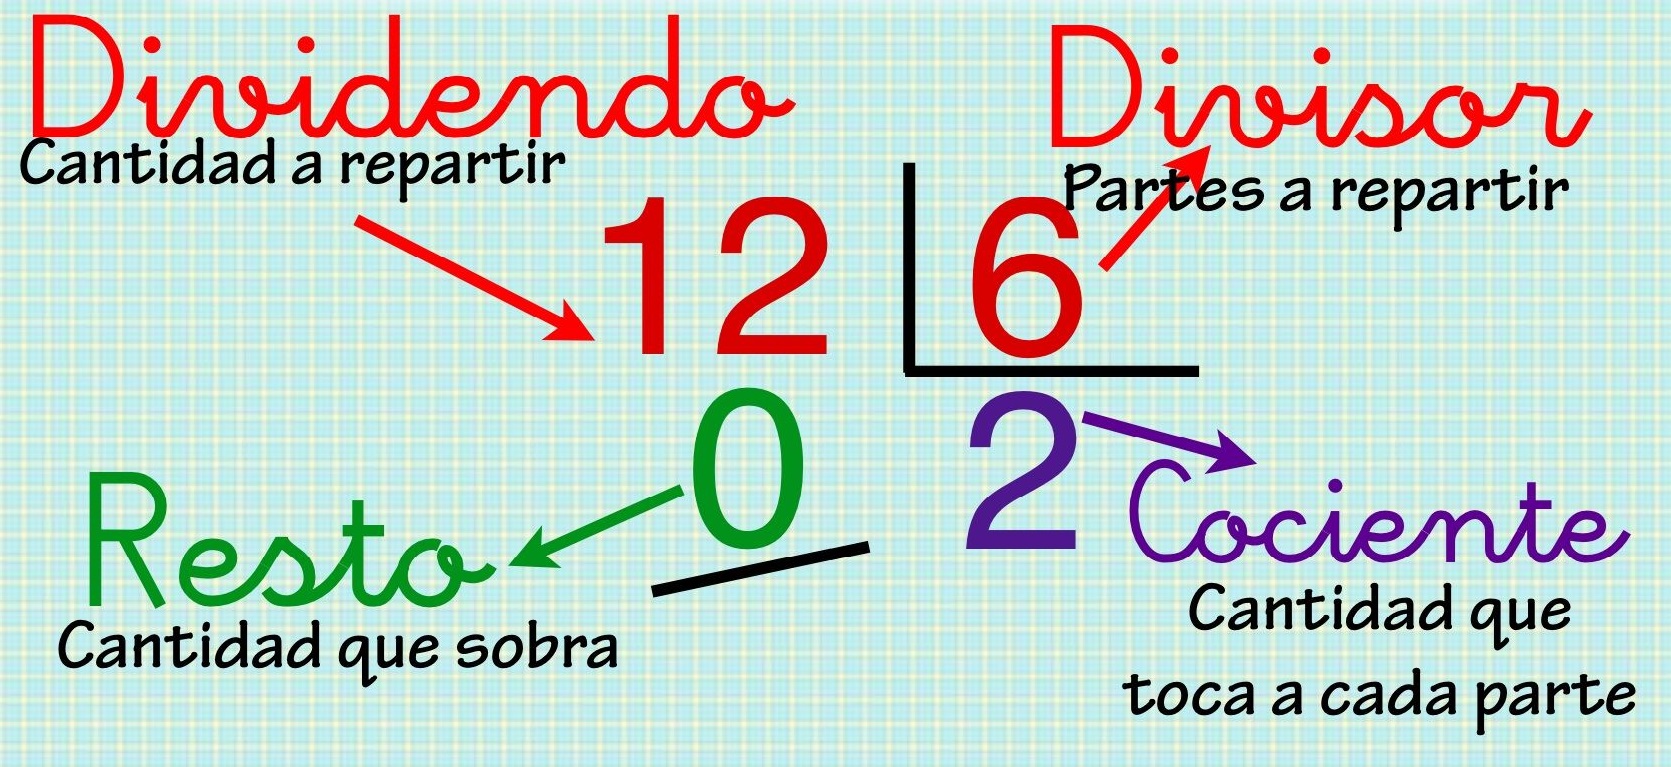 Dividendo
Cantidad a repartir
Divisor
Partes a repartir
12
6
0
2
Resto
Cantidad que sobra
Cociente
Cantidad que
toca a cada parte